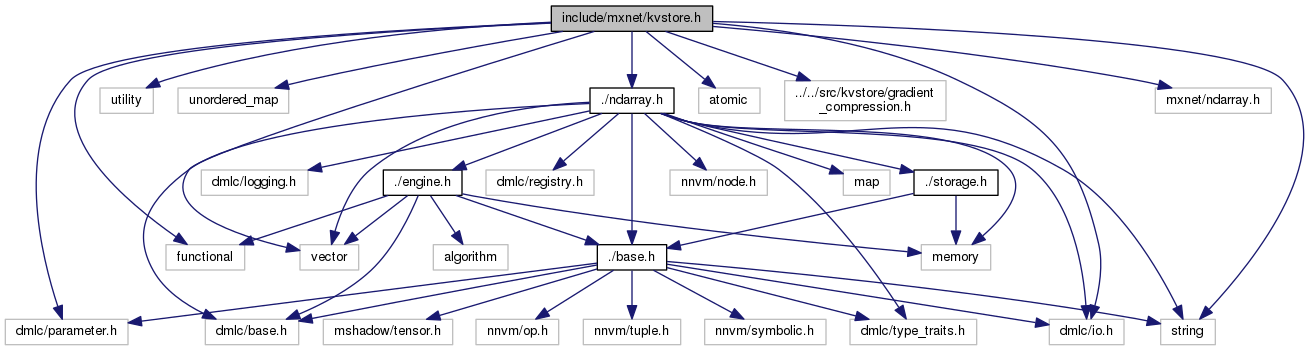 include/mxnet/kvstore.h
utility
unordered_map
./ndarray.h
atomic
../../src/kvstore/gradient
_compression.h
mxnet/ndarray.h
dmlc/logging.h
./engine.h
dmlc/registry.h
nnvm/node.h
map
./storage.h
functional
vector
algorithm
./base.h
memory
dmlc/parameter.h
dmlc/base.h
mshadow/tensor.h
nnvm/op.h
nnvm/tuple.h
nnvm/symbolic.h
dmlc/type_traits.h
dmlc/io.h
string